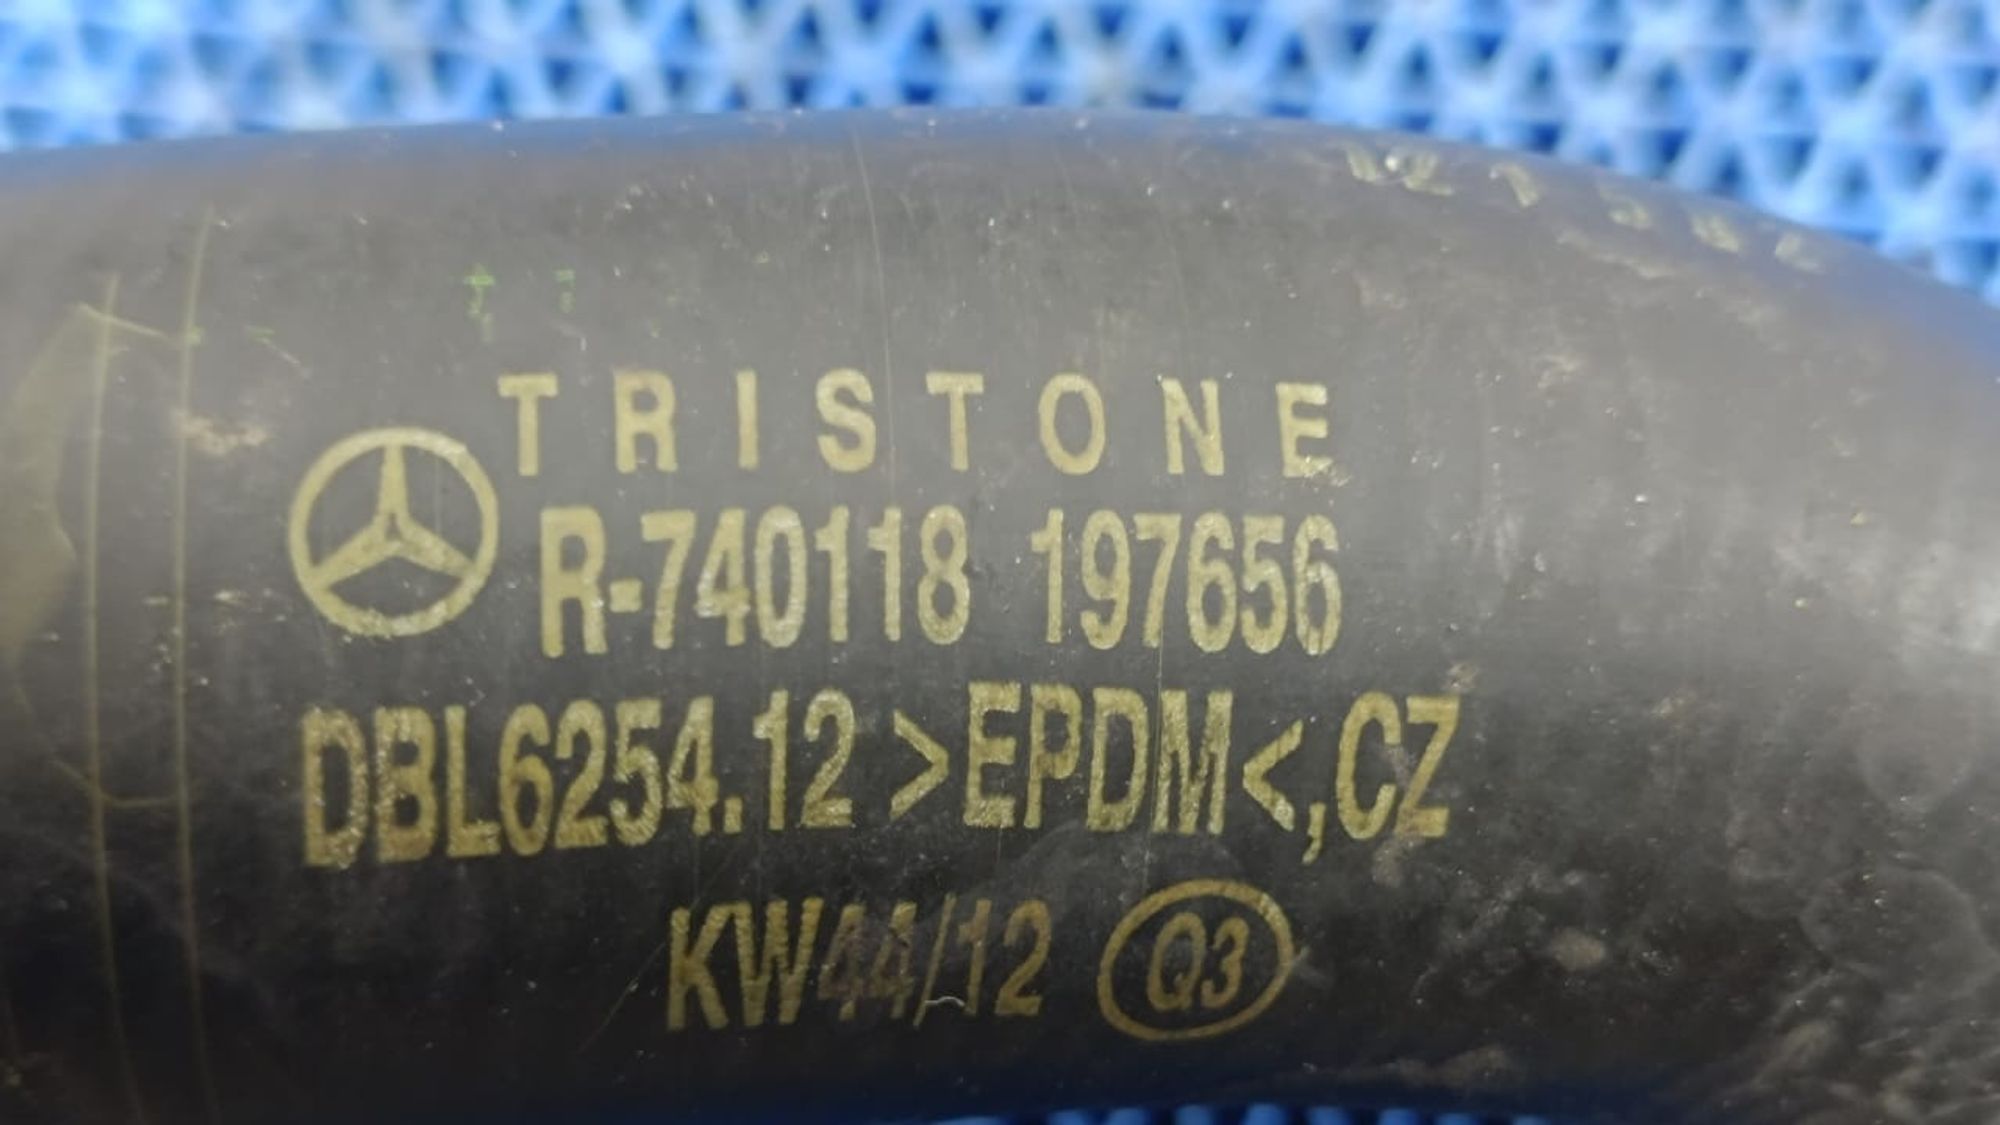 TRISTONE
R-740118 197656
DBL6254.12 >EPDM<,CZ
KW44/12 Q3